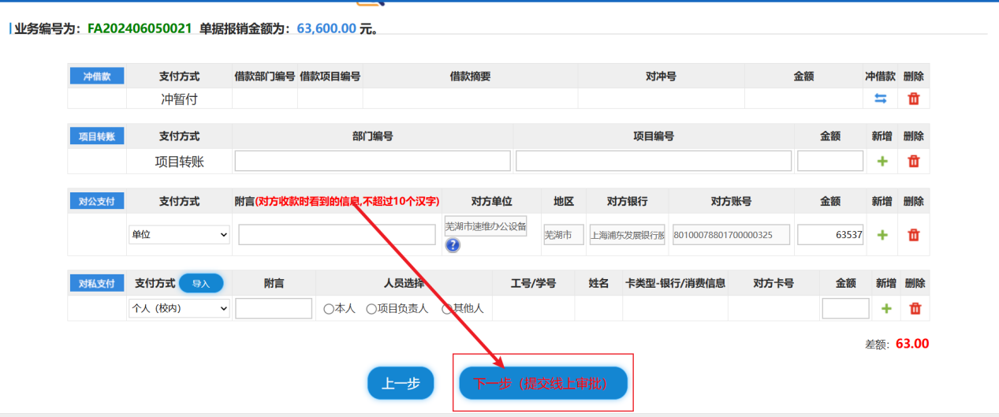 业务编号为：FA202406050021 单据报销金额为：63,600.00 元。
冲借款 支付方式 借款部门编号 借款项目编号 借款摘要 对冲号 金额 冲借款 删除
冲暂付
项目转账 支付方式 部门编号 项目编号 金额 新增 删除
项目转账
对公支付 支付方式 附言(对方收款时看到的信息,不超过10个汉字) 对方单位 地区 对方银行 对方账号 金额 新增 删除
单位 芜湖市速维办公设备 芜湖市 上海浦东发展银行股 80100078801700000325 63537
?
对私支付 支付方式 导入 附言 人员选择 工号/学号 姓名 卡类型-银行/消费信息 对方卡号 金额 新增 删除
个人（校内） 本人 项目负责人 其他人
差额：63.00
上一步 下一步（提交线上审批）